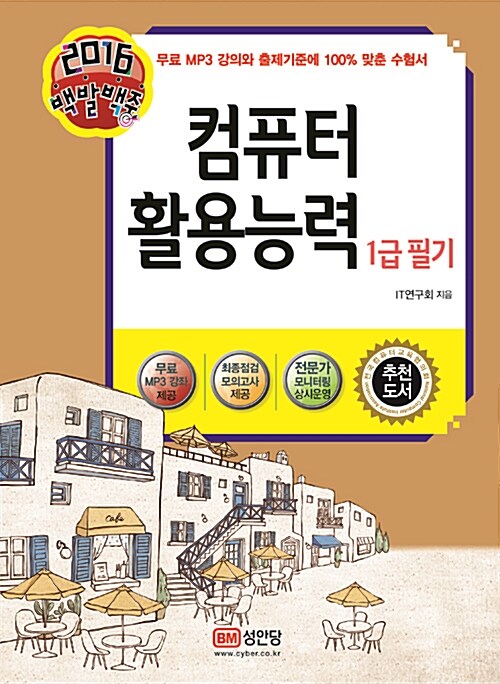 2016
백발백중
무료 MP3 강의와 출제기준에 100% 맞춘 수험서
컴퓨터
활용능력 1급 필기
IT연구회 지음
무료
MP3 강좌
제공
최종점검
모의고사
제공
전문가
모니터링
상시운영
추천
도서
Cafe
BM 성안당
www.cyber.co.kr